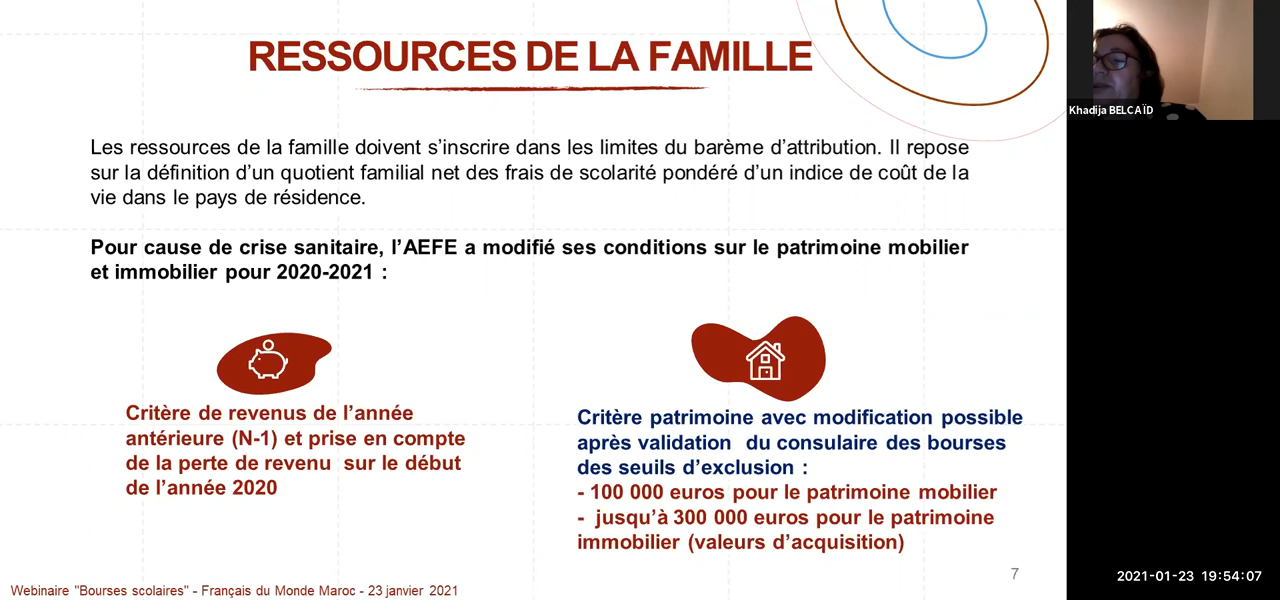 RESSOURCES DE LA FAMILLE
Les ressources de la famille doivent s’inscrire dans les limites du barème d’attribution. Il repose
sur la définition d’un quotient familial net des frais de scolarité pondéré d’un indice de coût de la
vie dans le pays de résidence.
Pour cause de crise sanitaire, l’AEFE a modifié ses conditions sur le patrimoine mobilier
et immobilier pour 2020-2021 :
Critère de revenus de l’année
antérieure (N-1) et prise en compte
de la perte de revenu sur le début
de l’année 2020
Critère patrimoine avec modification possible
après validation du consulaire des bourses
des seuils d’exclusion :
- 100 000 euros pour le patrimoine mobilier
- jusqu’à 300 000 euros pour le patrimoine
immobilier (valeurs d’acquisition)
7
Webinaire "Bourses scolaires" - Français du Monde Maroc - 23 janvier 2021
Khadija BELCAÏD
2021-01-23 19:54:07